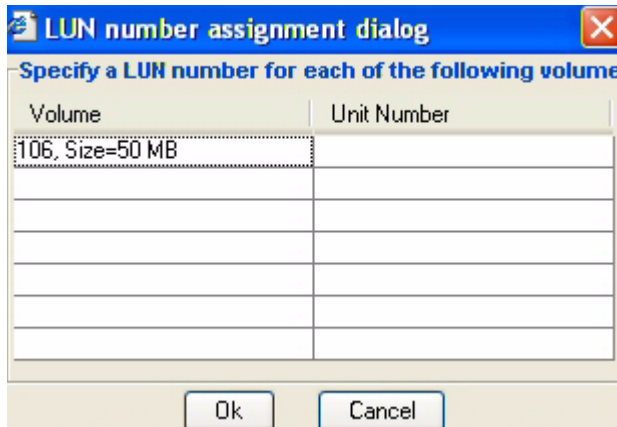 LUN number assignment dialog
Specify a LUN number for each of the following volume
Volume Unit Number
106, Size=50 MB
Ok Cancel